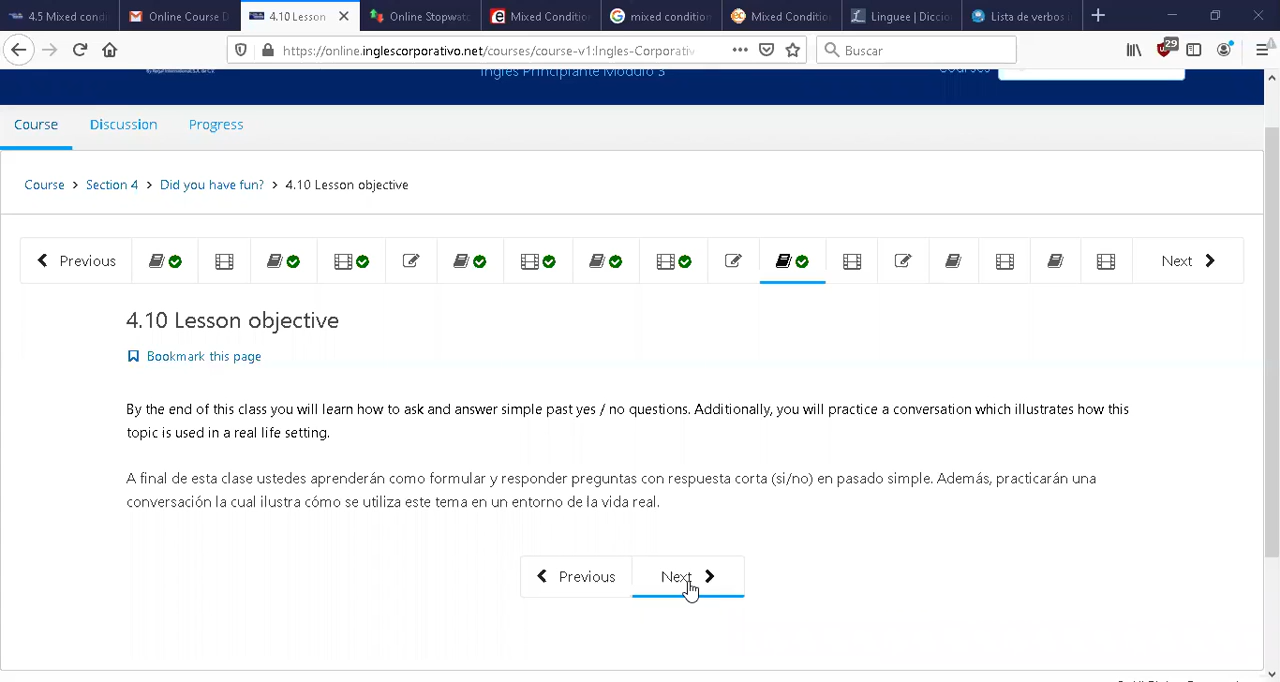 4.5 Mixed condi
Online Course D
4.10 Lesson
Online Stopwatc
Mixed Condition
mixed condition
Mixed Conditio
Linguee | Diccio
Lista de verbos i
https://online.inglescorporativo.net/courses/course-v1:Ingles-Corporativ
Buscar
29
Ingles Principiante Modulo 3
Courses
Course Discussion Progress
Course > Section 4 > Did you have fun? > 4.10 Lesson objective
Previous
Next
4.10 Lesson objective
Bookmark this page
By the end of this class you will learn how to ask and answer simple past yes / no questions. Additionally, you will practice a conversation which illustrates how this
topic is used in a real life setting.
A final de esta clase ustedes aprenderán como formular y responder preguntas con respuesta corta (si/no) en pasado simple. Además, practicarán una
conversación la cual ilustra cómo se utiliza este tema en un entorno de la vida real.
Previous
Next